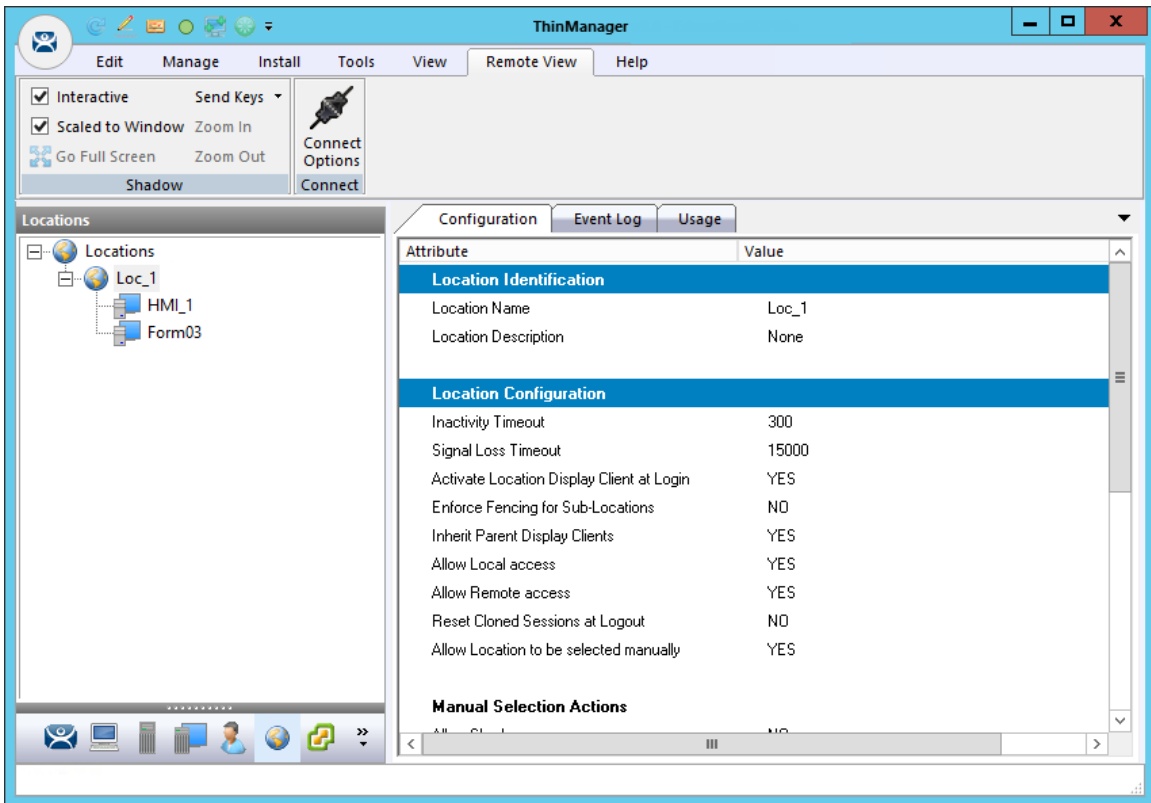 ThinManager
Edit Manage Install Tools View Remote View Help
Interactive Send Keys
Scaled to Window Zoom In
Go Full Screen Zoom Out
Connect Options
Shadow Connect
Locations
Configuration Event Log Usage
Locations
Loc_1
HMI_1
Form03
Attribute Value
Location Identification
Location Name Loc_1
Location Description None
Location Configuration
Inactivity Timeout 300
Signal Loss Timeout 15000
Activate Location Display Client at Login YES
Enforce Fencing for Sub-Locations NO
Inherit Parent Display Clients YES
Allow Local access YES
Allow Remote access YES
Reset Cloned Sessions at Logout NO
Allow Location to be selected manually YES
Manual Selection Actions